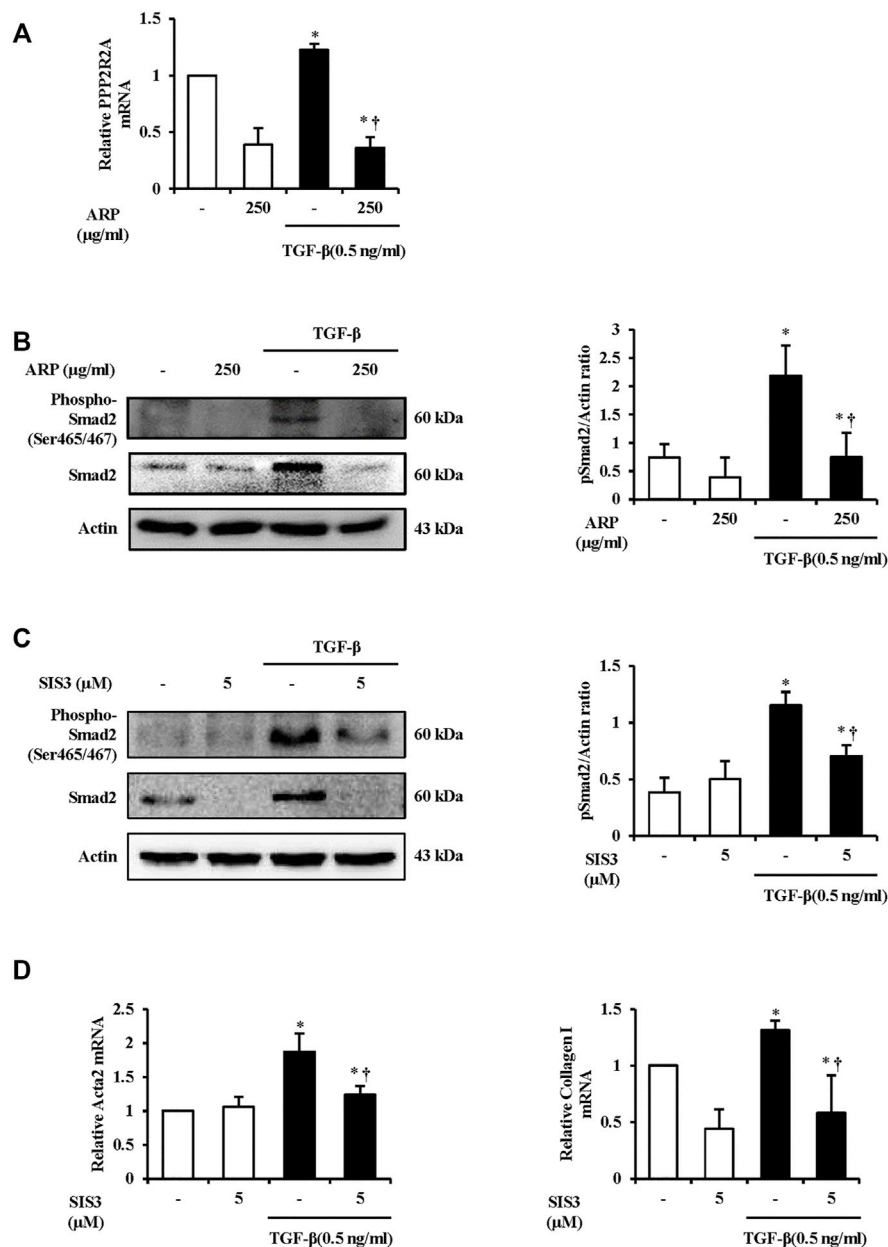 A
Relative PPP2R2A
mRNA
1.5
1
0.5
0
*
* †
ARP
(µg/ml)
- 250 - 250
TGF-β(0.5 ng/ml)
B
TGF-β
ARP (µg/ml) - 250 - 250
Phospho-
Smad2
(Ser465/467)
60 kDa
Smad2 60 kDa
Actin 43 kDa
pSmad2/Actin ratio
3
2.5
2
1.5
1
0.5
0
*
* †
ARP
(µg/ml)
- 250 - 250
TGF-β(0.5 ng/ml)
C
TGF-β
SIS3 (µM) - 5 - 5
Phospho-
Smad2
(Ser465/467)
60 kDa
Smad2 60 kDa
Actin 43 kDa
pSmad2/Actin ratio
1.5
1
0.5
0
*
* †
SIS3
(µM)
- 5 - 5
TGF-β(0.5 ng/ml)
D
Relative Acta2 mRNA
2.5
2
1.5
1
0.5
0
*
* †
SIS3
(µM)
- 5 - 5
TGF-β(0.5 ng/ml)
Relative Collagen I
mRNA
1.5
1
0.5
0
*
* †
SIS3
(µM)
- 5 - 5
TGF-β(0.5 ng/ml)